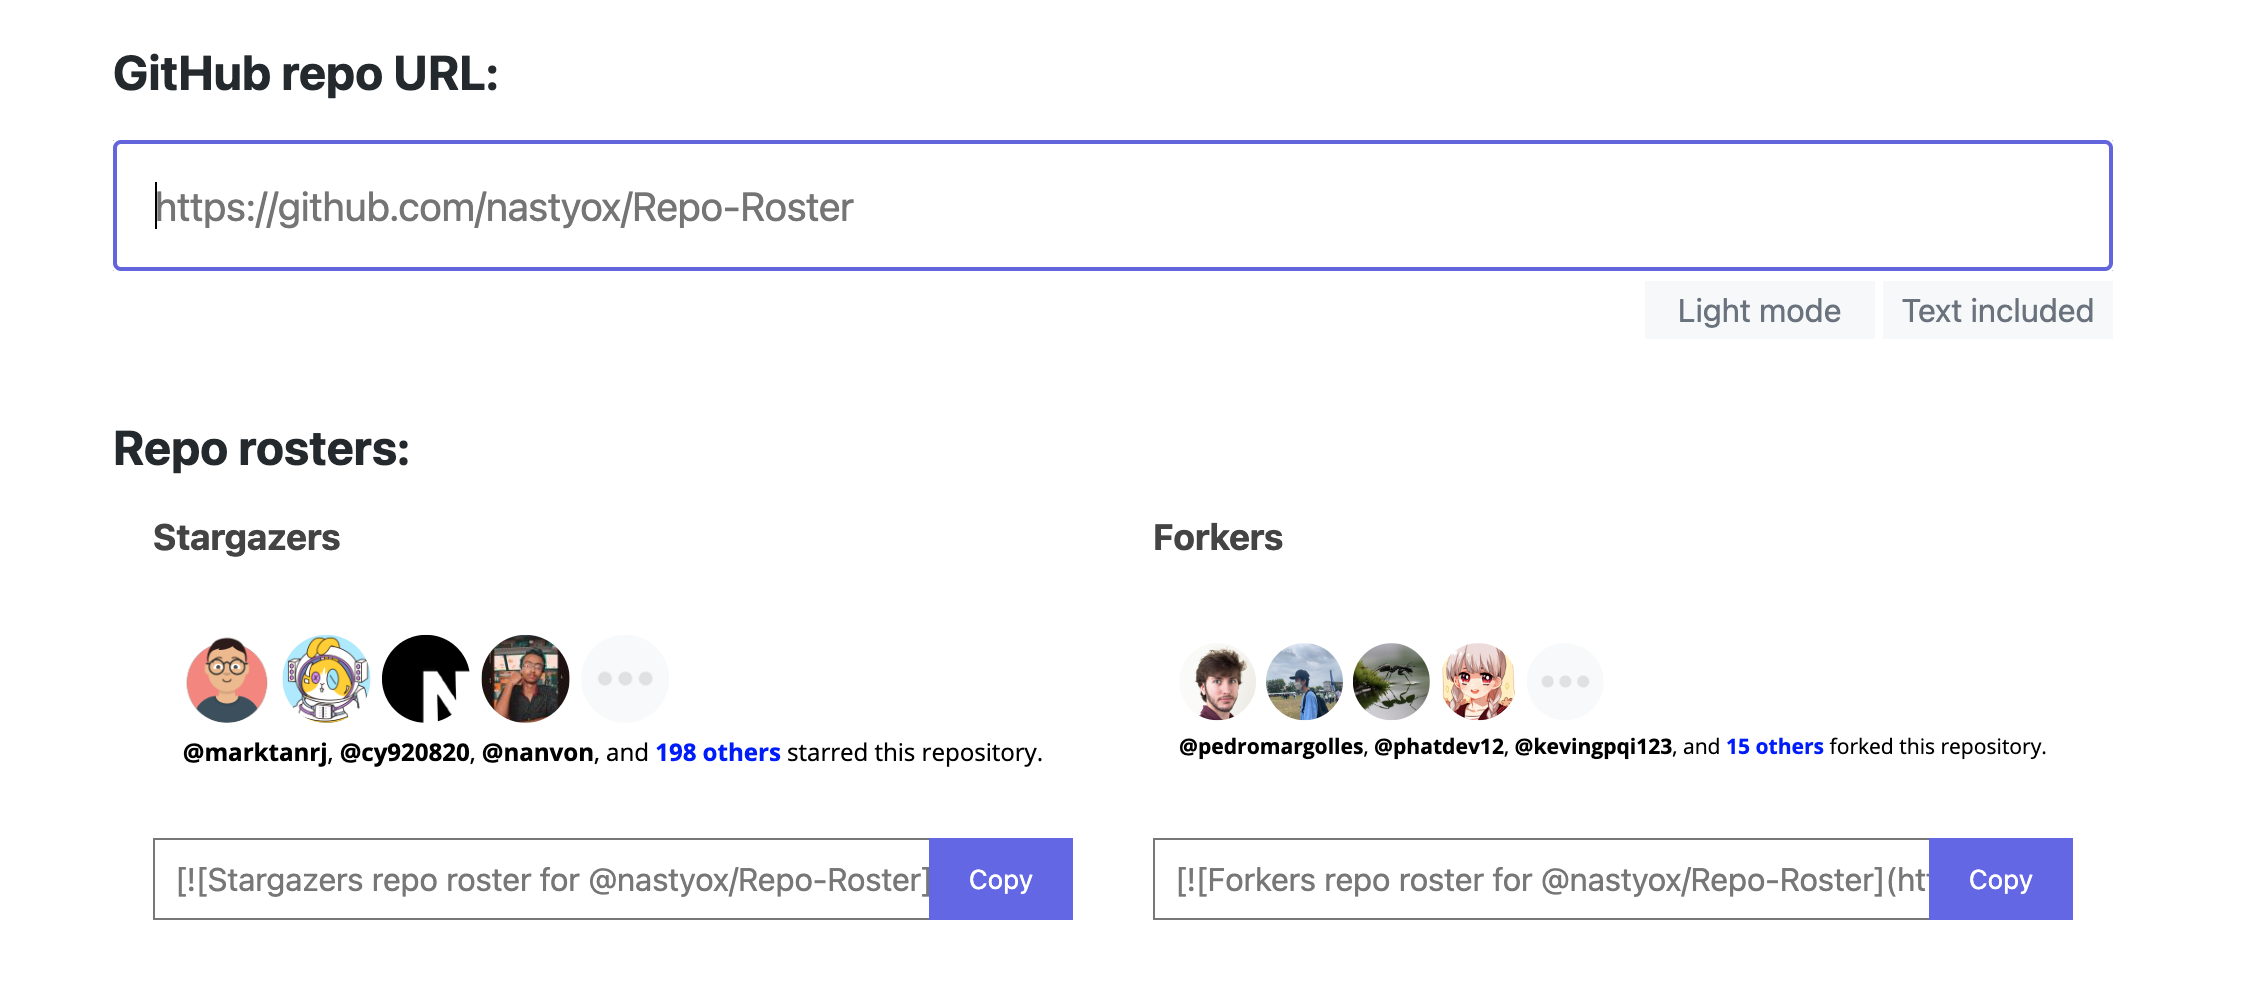 GitHub repo URL:
https://github.com/nastyox/Repo-Roster
Light mode
Text included
Repo rosters:
Stargazers
@marktanrj, @cy920820, @nanvon, and 198 others starred this repository.
[![Stargazers repo roster for @nastyox/Repo-Roster]
Copy
Forkers
@pedromargolles, @phatdev12, @kevingpqi123, and 15 others forked this repository.
[![Forkers repo roster for @nastyox/Repo-Roster](htt
Copy